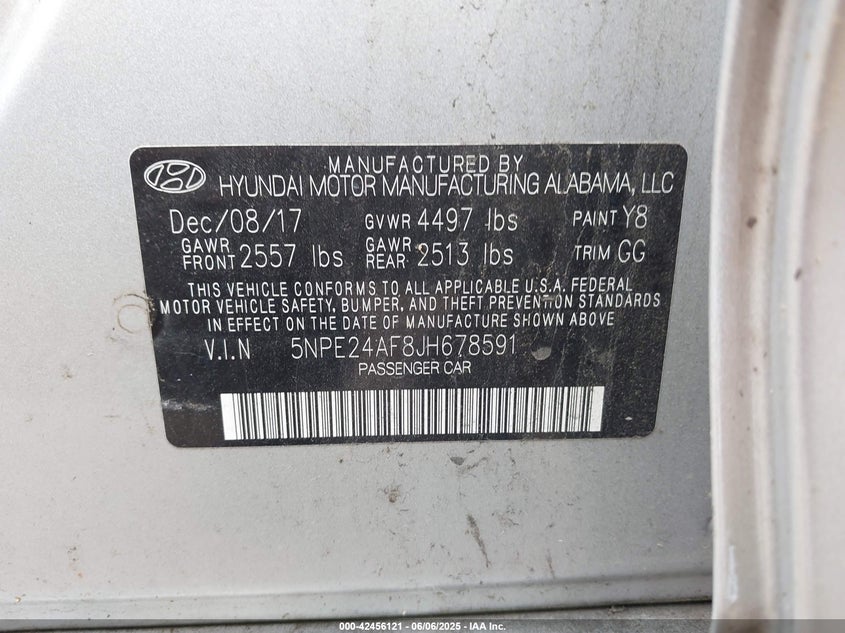 MANUFACTURED BY
HYUNDAI MOTOR MANUFACTURING ALABAMA, LLC
Dec/08/17 GVWR 4497 lbs PAINT Y8
GAWR FRONT 2557 lbs GAWR REAR 2513 lbs TRIM GG
THIS VEHICLE CONFORMS TO ALL APPLICABLE U.S.A. FEDERAL
MOTOR VEHICLE SAFETY, BUMPER, AND THEFT PREVENTION STANDARDS
IN EFFECT ON THE DATE OF MANUFACTURE SHOWN ABOVE
V.I.N 5NPE24AF8JH678591
PASSENGER CAR
000-42456121 - 06/06/2025 - IAA Inc.